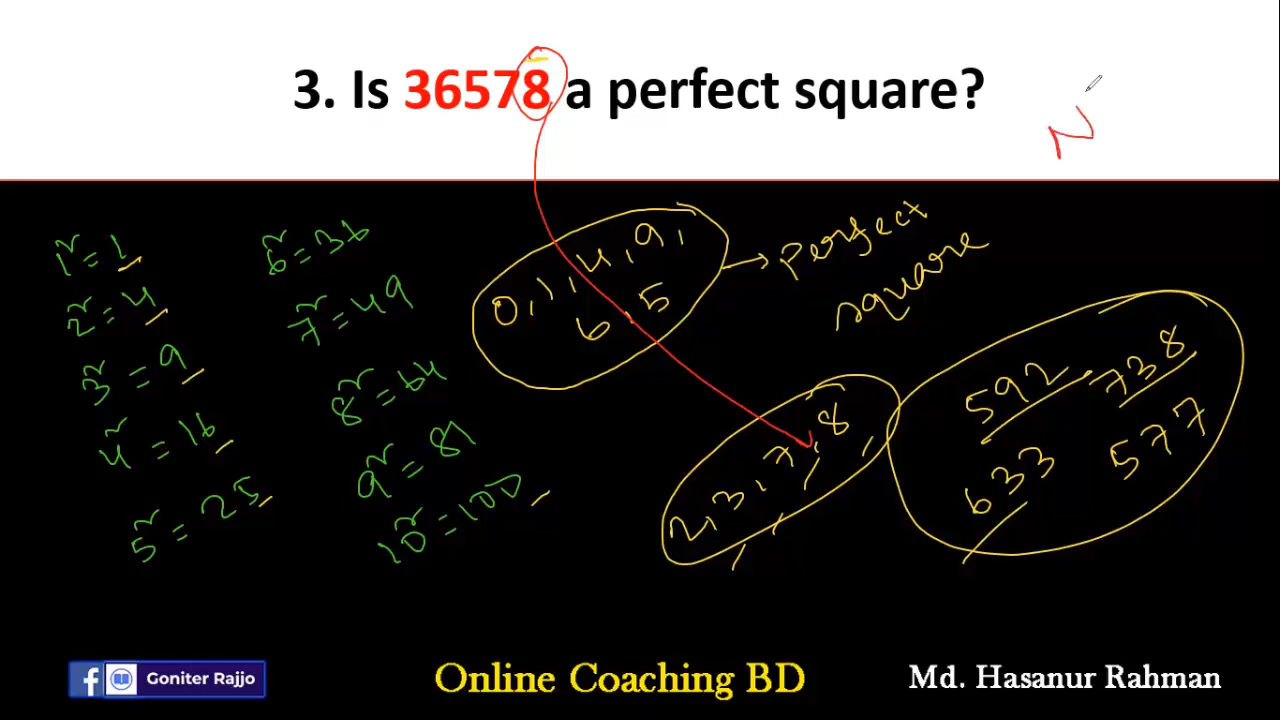 3. Is 36578 a perfect square?
N
1² = 1
2² = 4
3² = 9
4² = 16
5² = 25
6² = 36
7² = 49
8² = 64
9² = 81
10² = 100
0, 1, 4, 9,
6, 5
Perfect
square
2, 3, 7, 8
592, 738
633 577
Goniter Rajjo
Online Coaching BD
Md. Hasanur Rahman